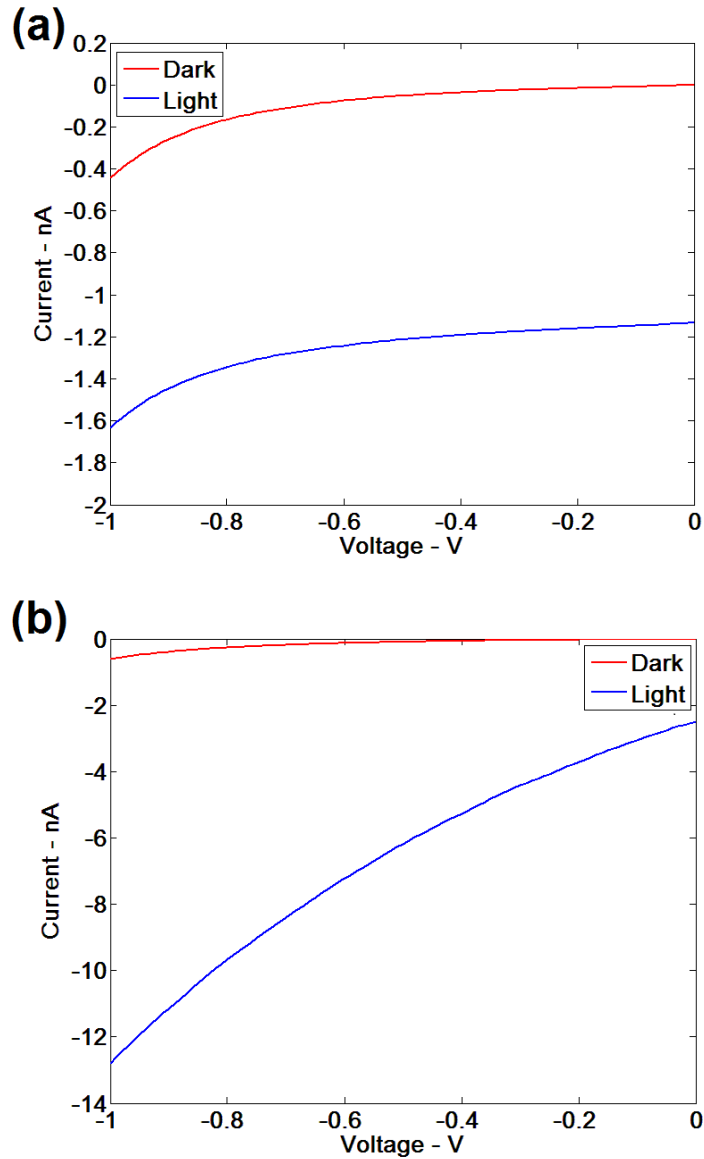 (a)
0.2
Dark
Light
0
-0.2
-0.4
-0.6
-0.8
-1
-1.2
-1.4
-1.6
-1.8
-2
Current - nA
-1 -0.8 -0.6 -0.4 -0.2 0
Voltage - V
(b)
0
Dark
Light
-2
-4
-6
-8
-10
-12
-14
Current - nA
-1 -0.8 -0.6 -0.4 -0.2 0
Voltage - V